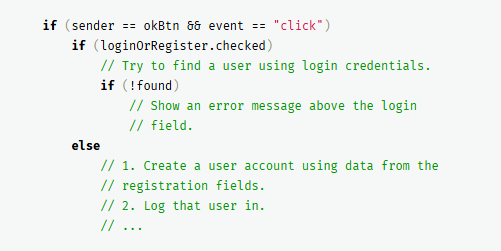 if (sender == okBtn && event == "click")
if (loginOrRegister.checked)
// Try to find a user using login credentials.
if (!found)
// Show an error message above the login
// field.
else
// 1. Create a user account using data from the
// registration fields.
// 2. Log that user in.
// ...